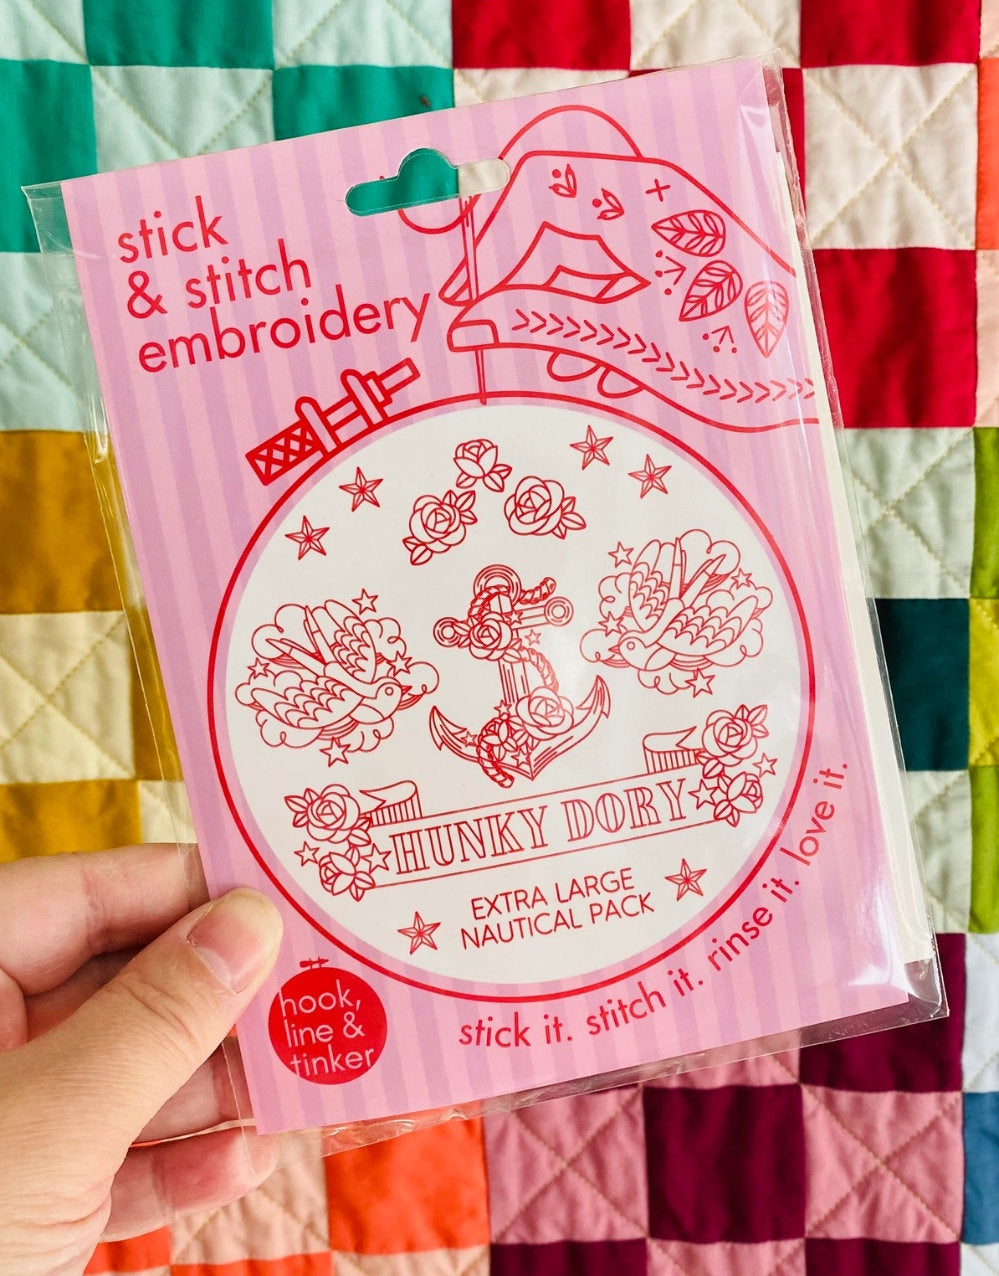 stick
& stitch
embroidery
HUNKY DORY
EXTRA LARGE
NAUTICAL PACK
stick it. stitch it. rinse it. love it.
hook,
line &
tinker